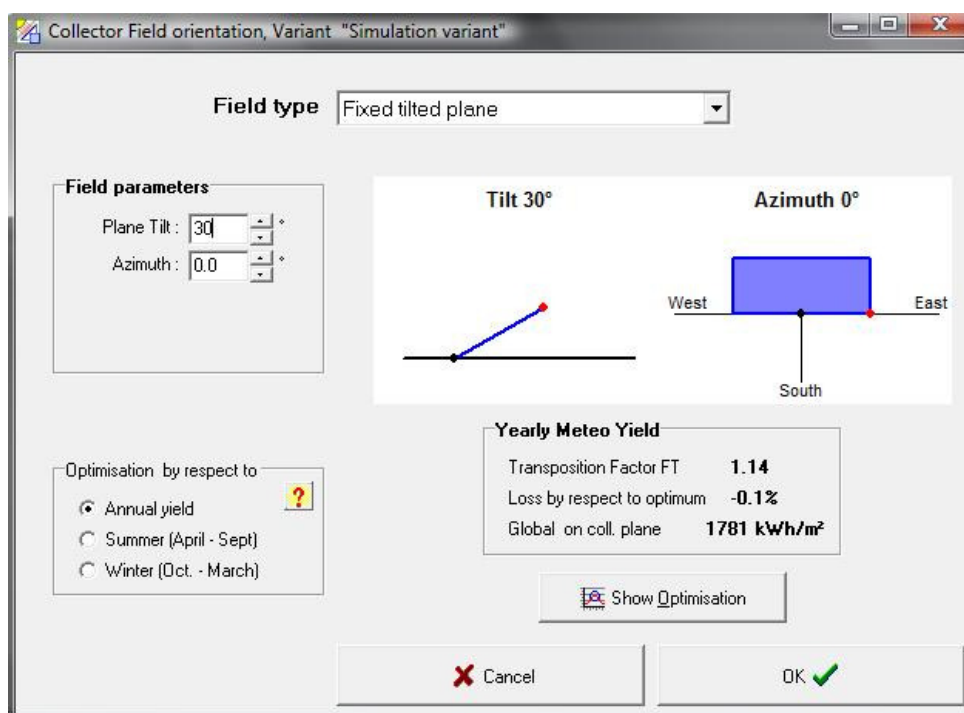 Collector Field orientation, Variant "Simulation variant"
Field type Fixed tilted plane
Field parameters
Plane Tilt : 30 °
Azimuth : 0.0 °
Tilt 30°
Azimuth 0°
West
East
South
Optimisation by respect to
?
Annual yield
Summer (April - Sept)
Winter (Oct. - March)
Yearly Meteo Yield
Transposition Factor FT 1.14
Loss by respect to optimum -0.1%
Global on coll. plane 1781 kWh/m²
Show Optimisation
Cancel
OK